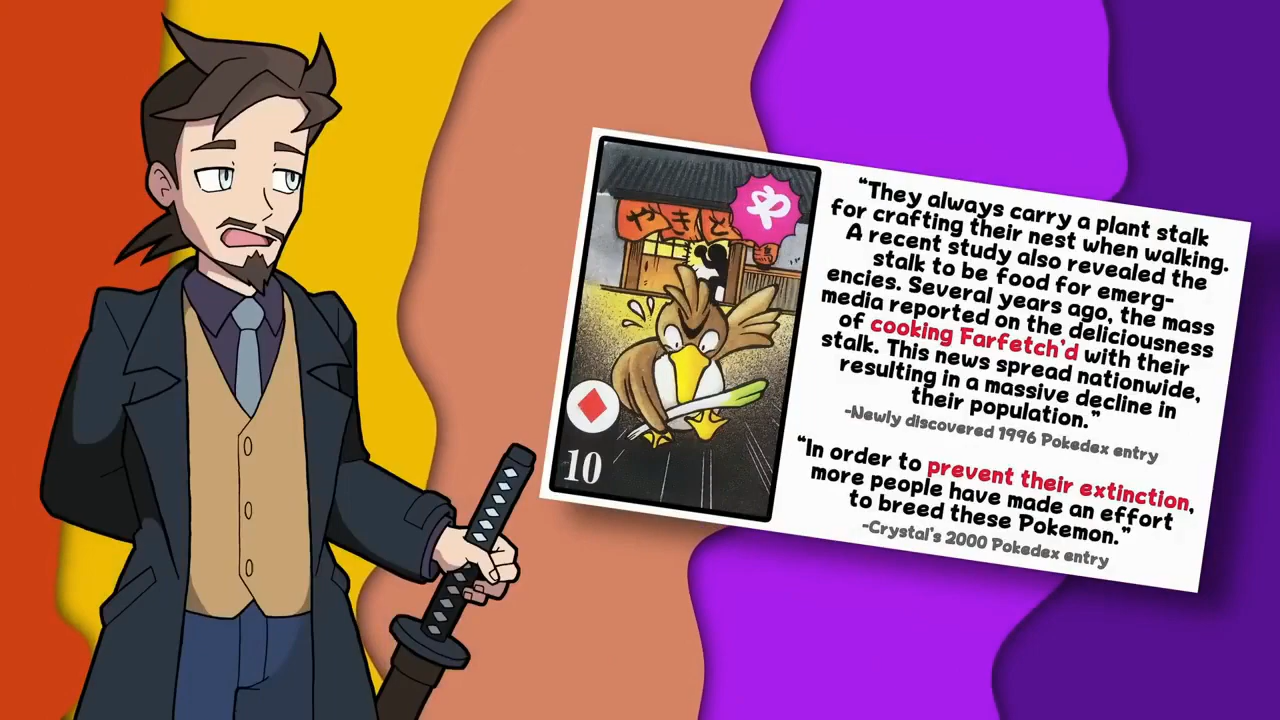 やきと
10
“They always carry a plant stalk
for crafting their nest when walking.
A recent study also revealed the
stalk to be food for emerg-
encies. Several years ago, the mass
media reported on the deliciousness
of cooking Farfetch'd with their
stalk. This news spread nationwide,
resulting in a massive decline in
their population.”
-Newly discovered 1996 Pokedex entry
“In order to prevent their extinction,
more people have made an effort
to breed these Pokemon.”
-Crystal's 2000 Pokedex entry